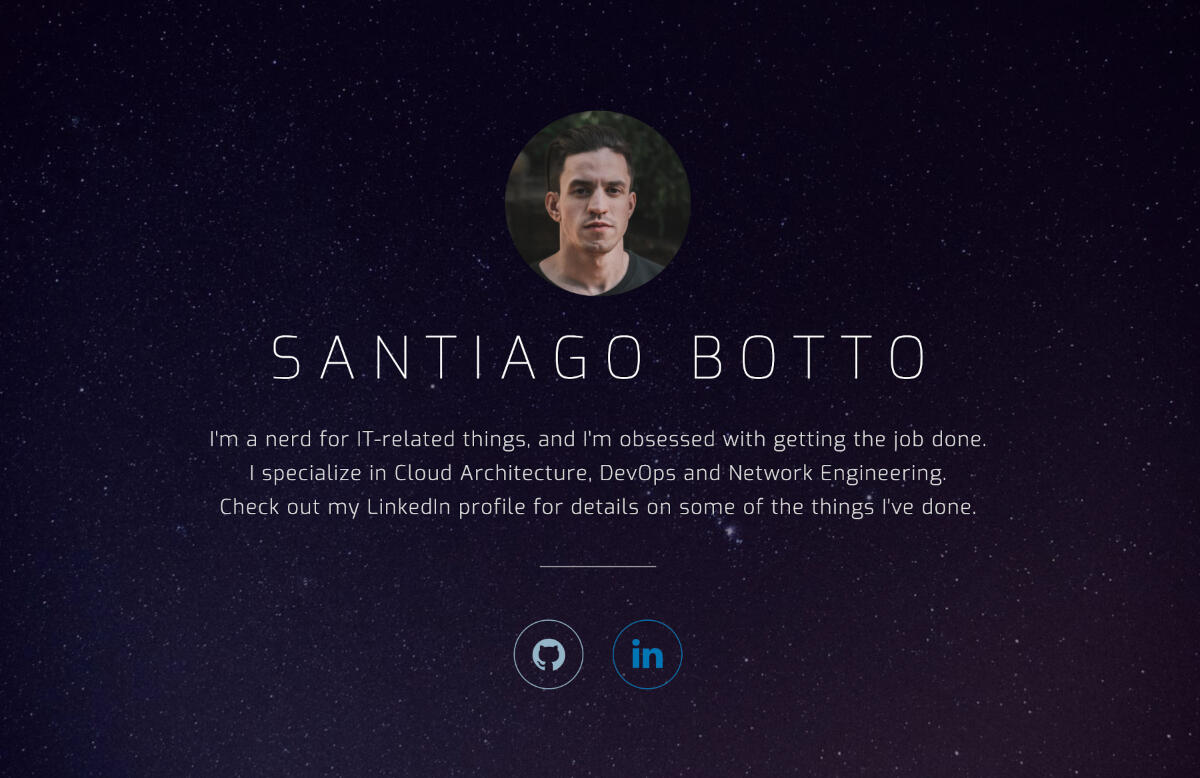 SANTIAGO BOTTO
I'm a nerd for IT-related things, and I'm obsessed with getting the job done.
I specialize in Cloud Architecture, DevOps and Network Engineering.
Check out my LinkedIn profile for details on some of the things I've done.
in